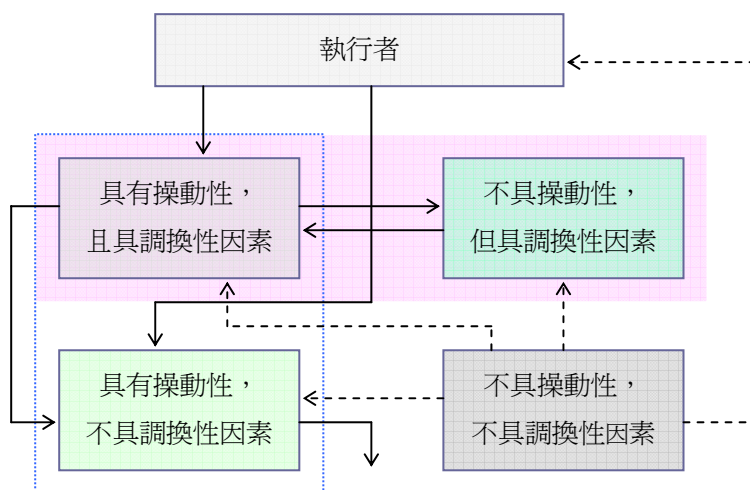 執行者
具有操動性，
且具調換性因素
不具操動性，
但具調換性因素
具有操動性，
不具調換性因素
不具操動性，
不具調換性因素